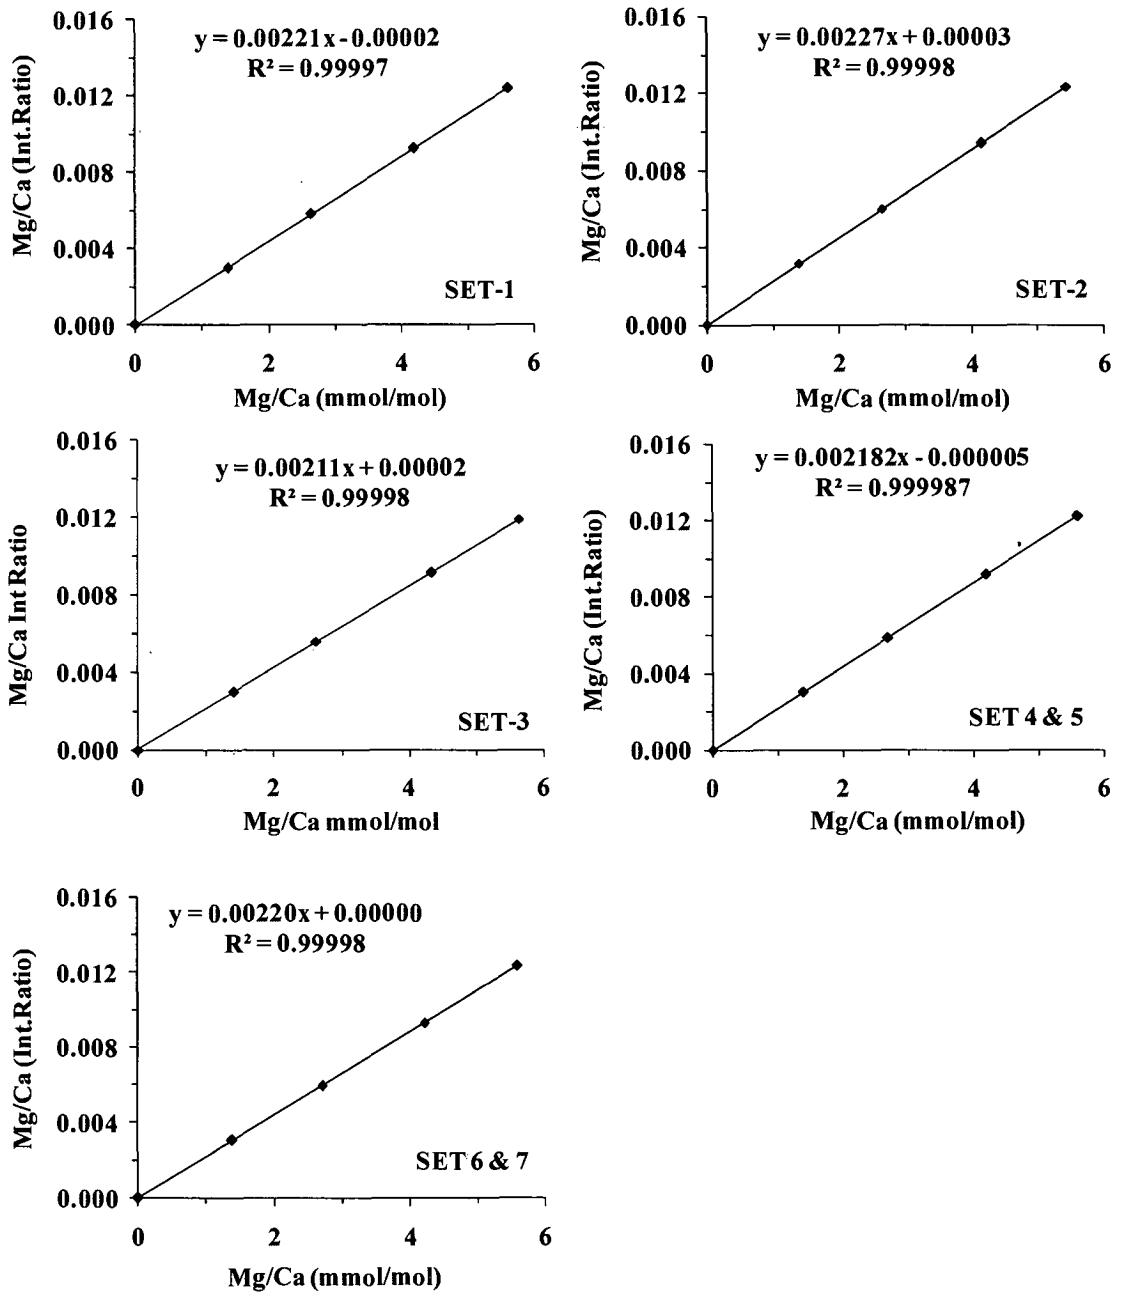 y = 0.00221x - 0.00002
R² = 0.99997
Mg/Ca (Int.Ratio)
0.016
0.012
0.008
0.004
0.000
SET-1
0 2 4 6
Mg/Ca (mmol/mol)
y = 0.00227x + 0.00003
R² = 0.99998
Mg/Ca (Int.Ratio)
0.016
0.012
0.008
0.004
0.000
SET-2
0 2 4 6
Mg/Ca (mmol/mol)
y = 0.00211x + 0.00002
R² = 0.99998
Mg/Ca Int Ratio
0.016
0.012
0.008
0.004
0.000
SET-3
0 2 4 6
Mg/Ca mmol/mol
y = 0.002182x - 0.000005
R² = 0.999987
Mg/Ca (Int.Ratio)
0.016
0.012
0.008
0.004
0.000
SET 4 & 5
0 2 4 6
Mg/Ca (mmol/mol)
y = 0.00220x + 0.00000
R² = 0.99998
Mg/Ca (Int.Ratio)
0.016
0.012
0.008
0.004
0.000
SET 6 & 7
0 2 4 6
Mg/Ca (mmol/mol)